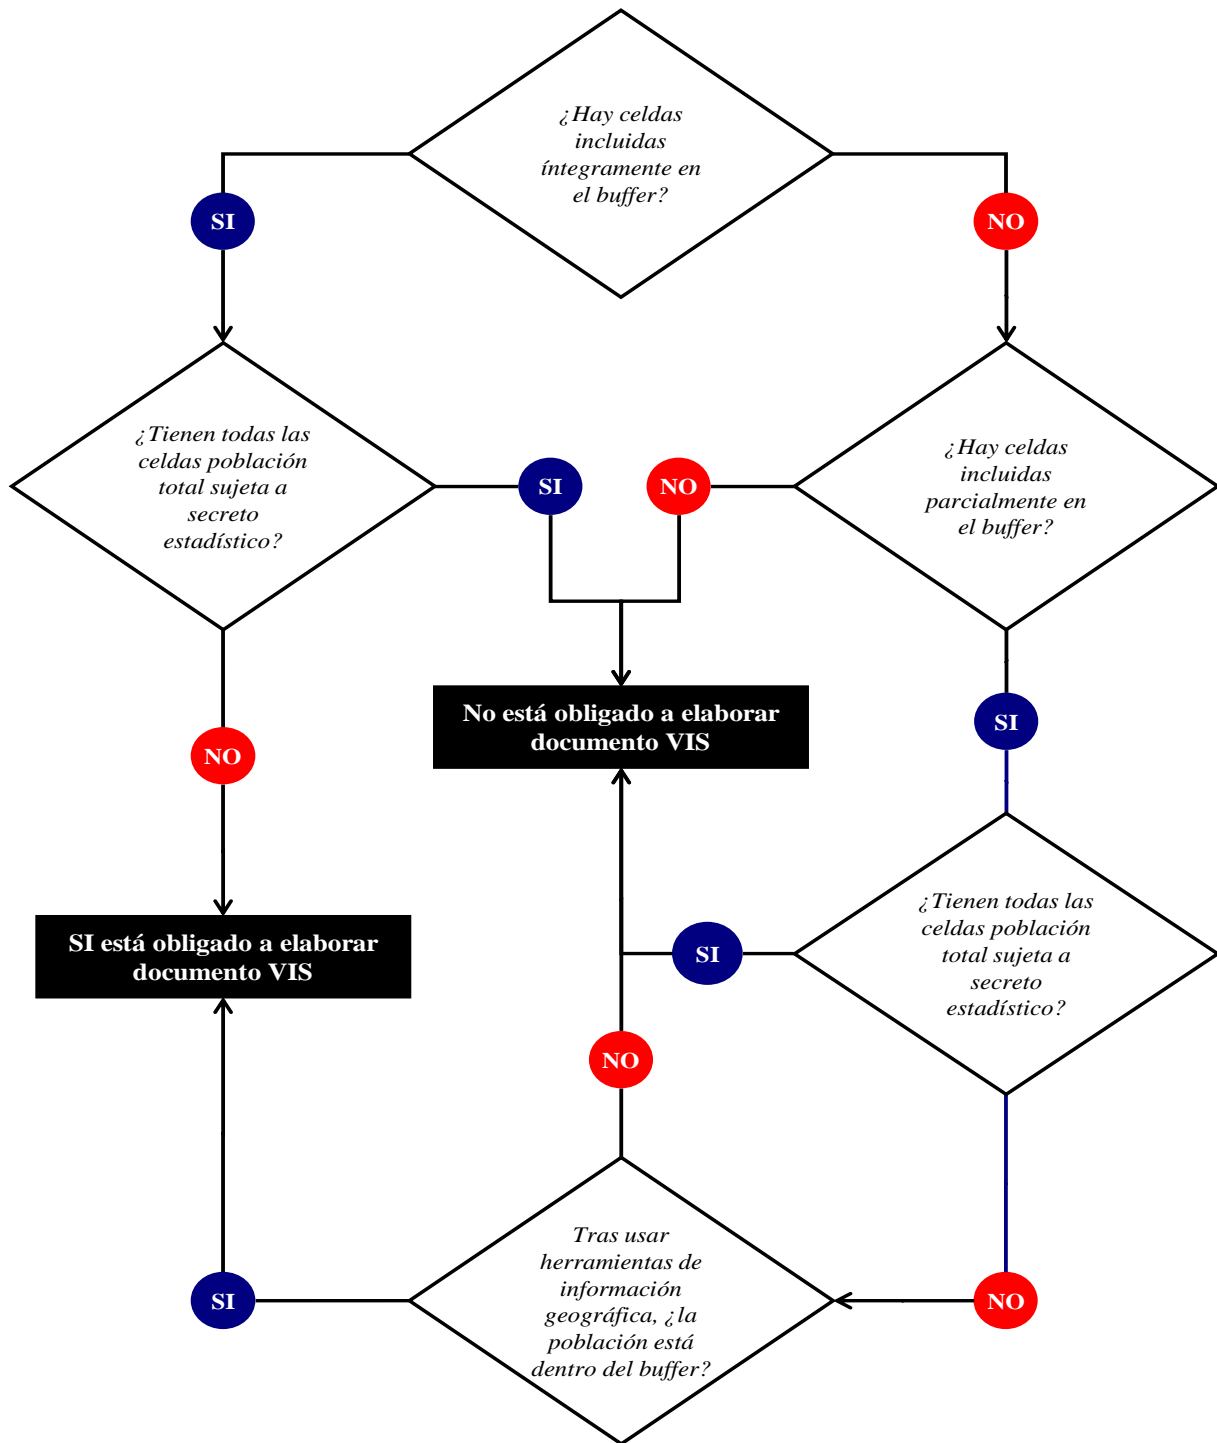 ¿Hay celdas
incluidas
íntegramente en
el buffer?
SI
NO
¿Tienen todas las
celdas población
total sujeta a
secreto
estadístico?
SI
NO
¿Hay celdas
incluidas
parcialmente en
el buffer?
No está obligado a elaborar
documento VIS
SI
NO
SI está obligado a elaborar
documento VIS
SI
¿Tienen todas las
celdas población
total sujeta a
secreto
estadístico?
NO
Tras usar
herramientas de
información
geográfica, ¿la
población está
dentro del buffer?
SI
NO